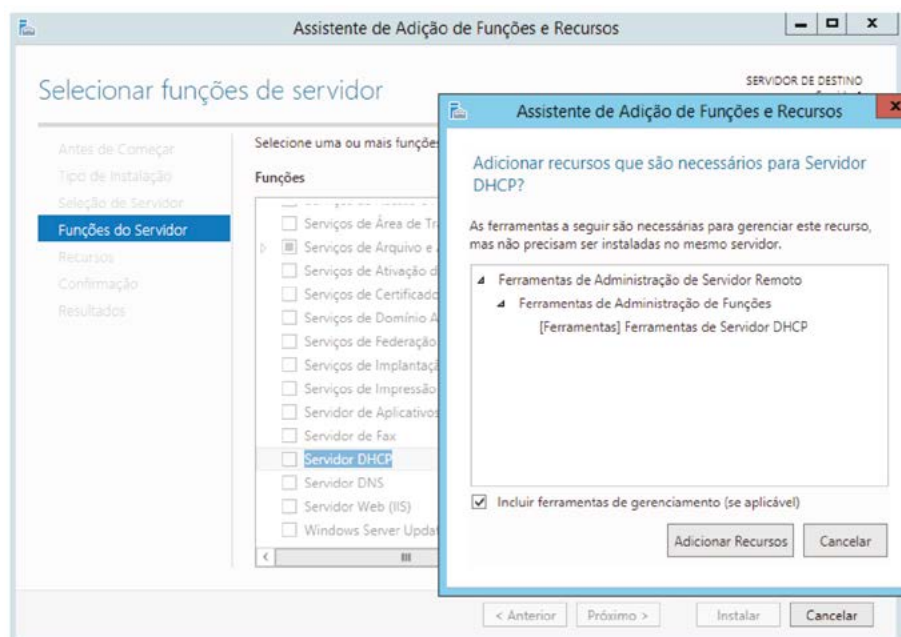 Assistente de Adição de Funções e Recursos
Selecionar funções de servidor
SERVIDOR DE DESTINO
Antes de Começar
Tipo de Instalação
Seleção de Servidor
Funções do Servidor
Recursos
Confirmação
Resultados
Selecione uma ou mais funções
Funções
Serviços de Área de
Serviços de Arquivo e
Serviços de Ativação
Serviços de Certificado
Serviços de Domínio
Serviços de Federação
Serviços de
Serviços de Impressão
Servidor de Aplicativos
Servidor de Fax
Servidor DHCP
Servidor DNS
Servidor Web (IIS)
Windows Server
< Anterior
Próximo >
Instalar
Cancelar
Assistente de Adição de Funções e Recursos
Adicionar recursos que são necessários para Servidor
DHCP?
As ferramentas a seguir são necessárias para gerenciar este recurso,
mas não precisam ser instaladas no mesmo servidor.
Ferramentas de Administração de Servidor Remoto
Ferramentas de Administração de Funções
[Ferramentas] Ferramentas de Servidor DHCP
Incluir ferramentas de gerenciamento (se aplicável)
Adicionar Recursos
Cancelar